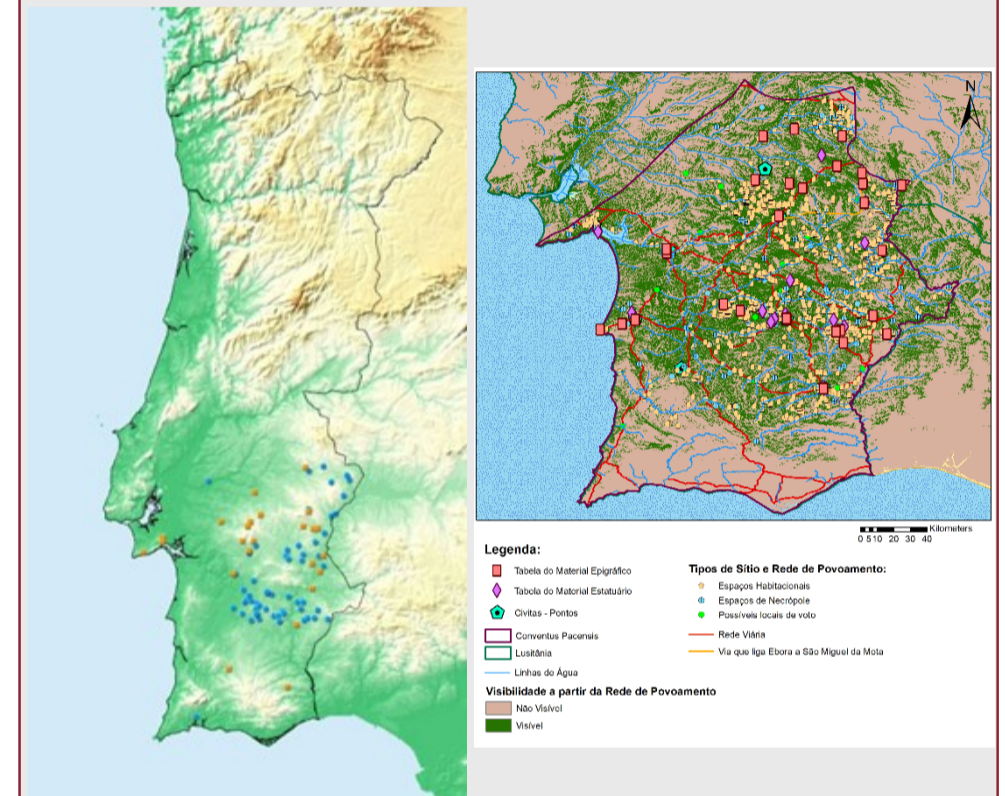 N
Kilometers
0 5 10 20 30 40
Legenda:
Tabela do Material Epigráfico
Tabela do Material Estatuário
Civitas - Pontos
Conventus Pacensis
Lusitânia
Linhas de Água
Tipos de Sítio e Rede de Povoamento:
Espaços Habitacionais
Espaços de Necrópole
Possíveis locais de voto
Rede Viária
Via que liga Ebora a São Miguel da Mota
Visibilidade a partir da Rede de Povoamento
Não Visível
Visível